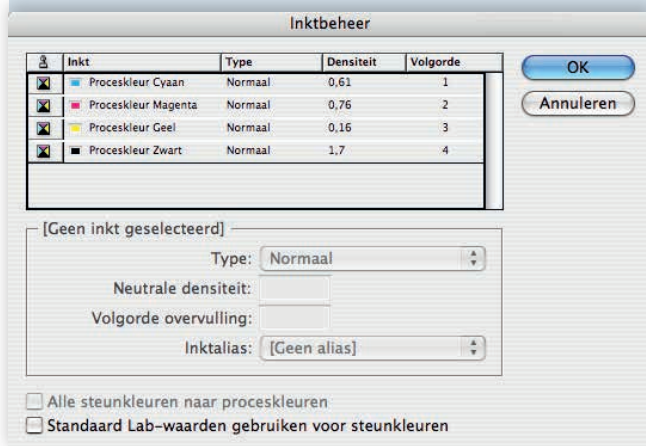 Inktbeheer
Inkt Type Densiteit Volgorde
Proceskleur Cyaan Normaal 0,61 1
Proceskleur Magenta Normaal 0,76 2
Proceskleur Geel Normaal 0,16 3
Proceskleur Zwart Normaal 1,7 4
OK
Annuleren
[Geen inkt geselecteerd]
Type: Normaal
Neutrale densiteit:
Volgorde overvulling:
Inktalias: [Geen alias]
Alle steunkleuren naar proceskleuren
Standaard Lab-waarden gebruiken voor steunkleuren